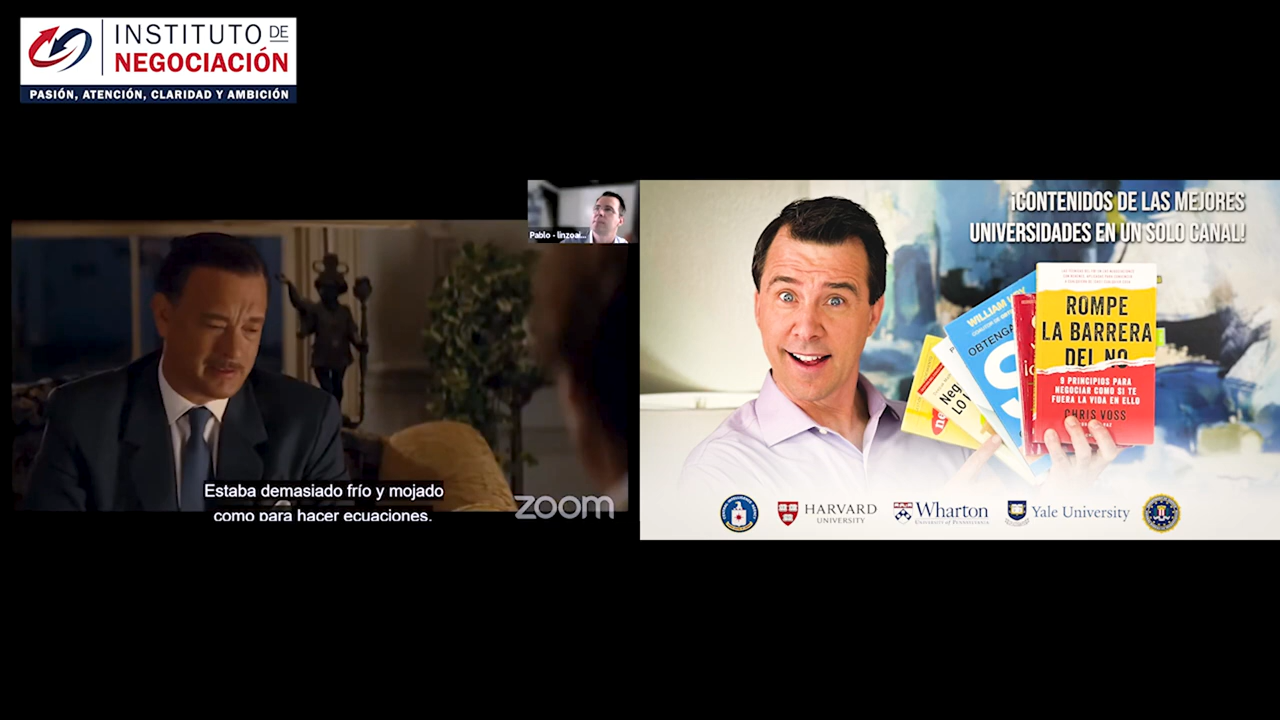 INSTITUTO DE
NEGOCIACIÓN
PASIÓN, ATENCIÓN, CLARIDAD Y AMBICIÓN
Pablo - linzoai...
Estaba demasiado frío y mojado
como para hacer ecuaciones.
zoom
¡CONTENIDOS DE LAS MEJORES
UNIVERSIDADES EN UN SOLO CANAL!
WILLIAM
OBTENGA
ROMPE
LA BARRERA
DEL NO
9 PRINCIPIOS PARA
NEGOCIAR COMO SI TE
FUERA LA VIDA EN ELLO
CHRIS VOSS
HARVARD
UNIVERSITY
Wharton
UNIVERSITY of PENNSYLVANIA
Yale University